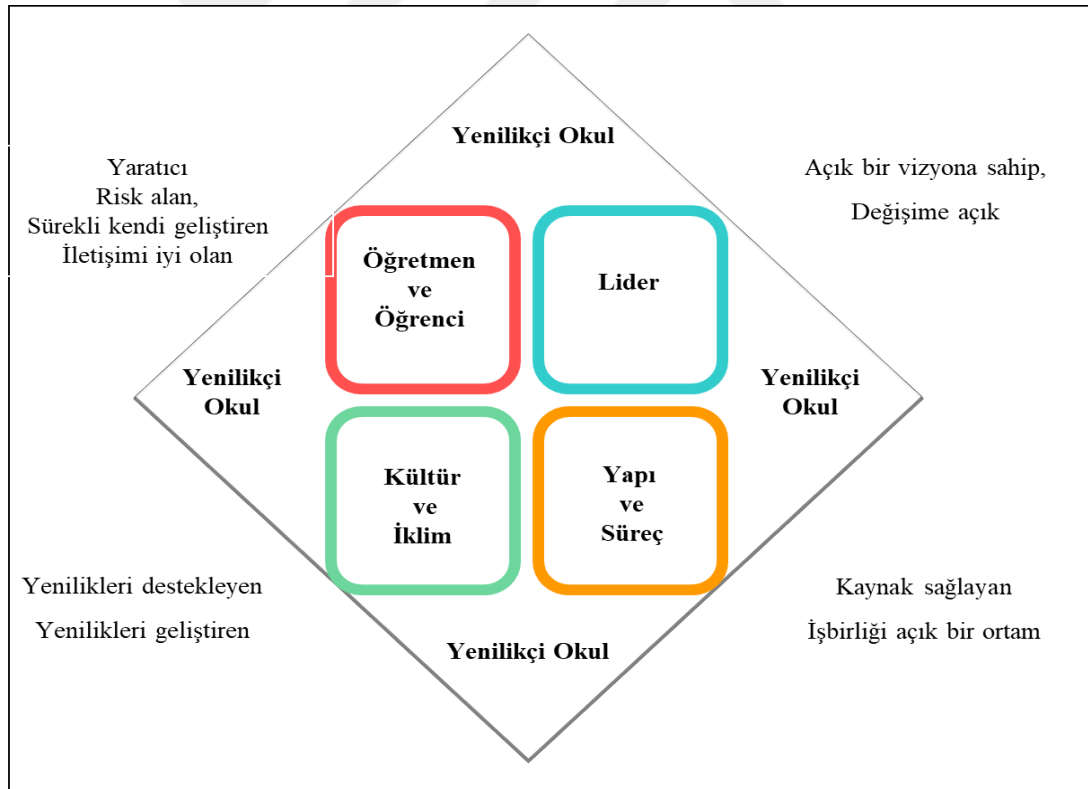 Yenilikçi Okul
Yaratıcı
Risk alan,
Sürekli kendi geliştiren
İletişimi iyi olan
Açık bir vizyona sahip,
Değişime açık
Öğretmen
ve
Öğrenci
Lider
Yenilikçi
Okul
Yenilikçi
Okul
Kültür
ve
İklim
Yapı
ve
Süreç
Yenilikleri destekleyen
Yenilikleri geliştiren
Kaynak sağlayan
İşbirliği açık bir ortam
Yenilikçi Okul